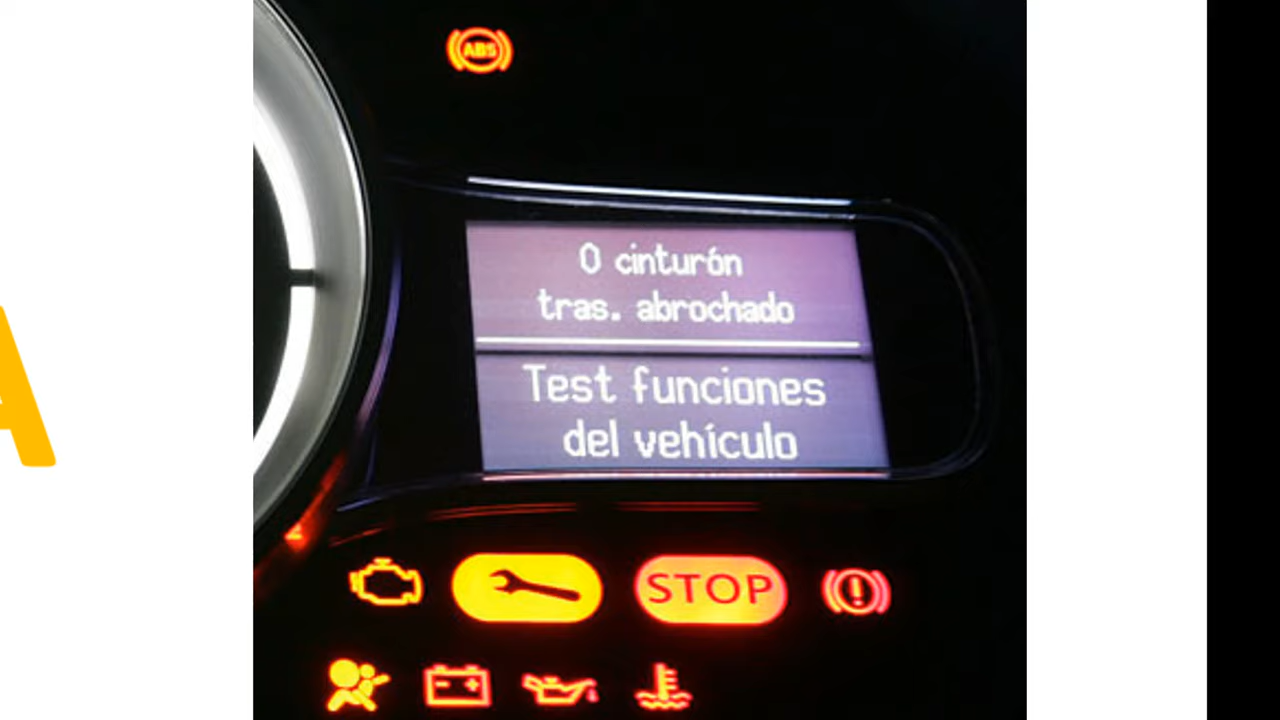 A
ABS
0 cinturón
tras. abrochado
Test funciones
del vehículo
STOP